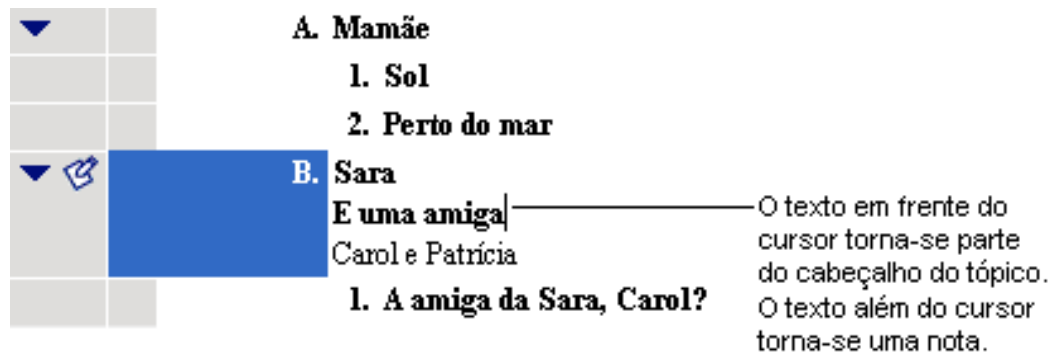 A. Mamãe
1. Sol
2. Perto do mar
B. Sara
E uma amiga
Carol e Patrícia
1. A amiga da Sara, Carol?
O texto em frente do
cursor torna-se parte
do cabeçalho do tópico.
O texto além do cursor
torna-se uma nota.